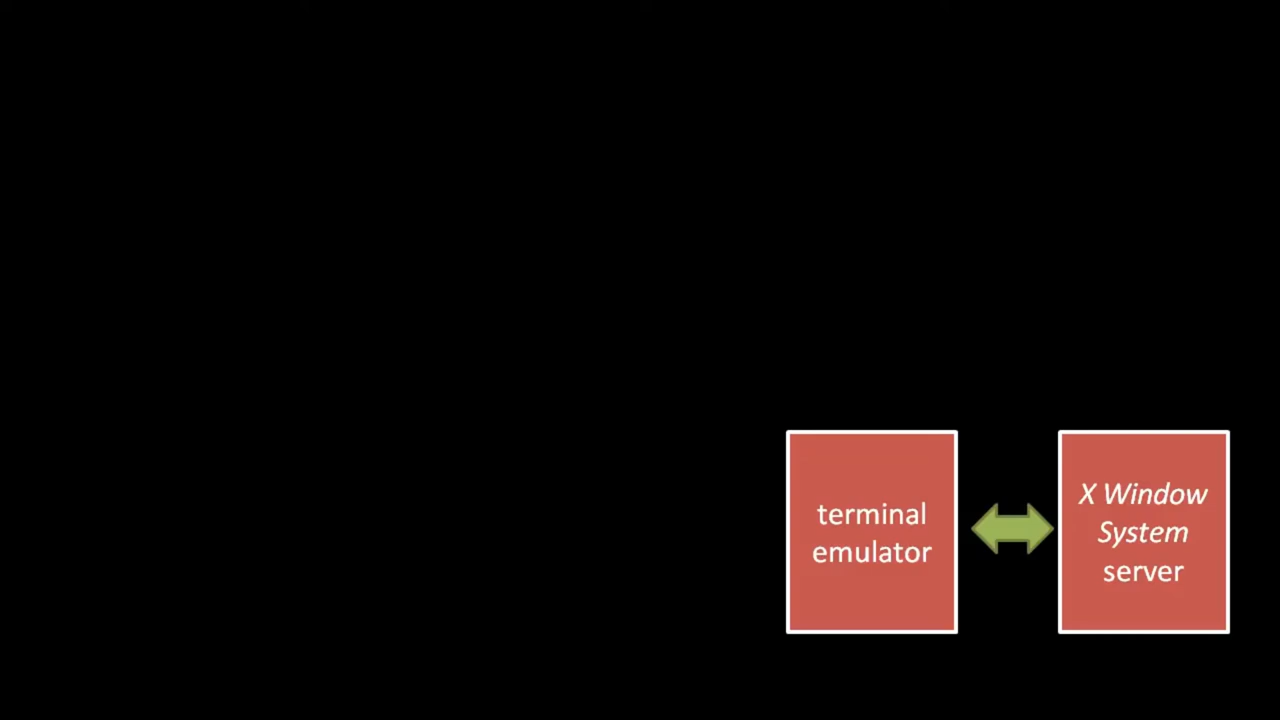 terminal
emulator
X Window
System
server